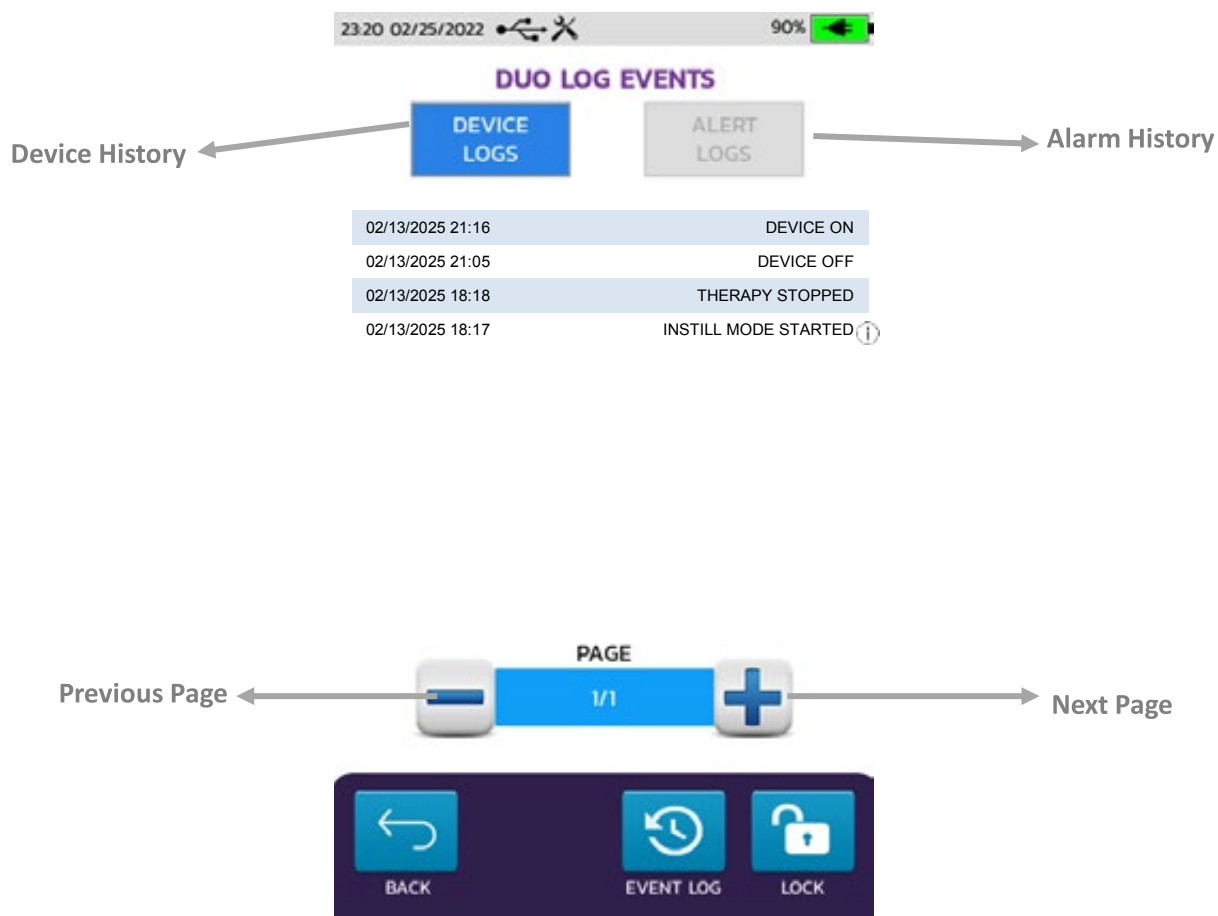 23:20 02/25/2022 90%
DUO LOG EVENTS
DEVICE
LOGS
ALERT
LOGS
Device History
Alarm History
02/13/2025 21:16 DEVICE ON
02/13/2025 21:05 DEVICE OFF
02/13/2025 18:18 THERAPY STOPPED
02/13/2025 18:17 INSTILL MODE STARTED i
PAGE
Previous Page
1/1
Next Page
BACK
EVENT LOG
LOCK